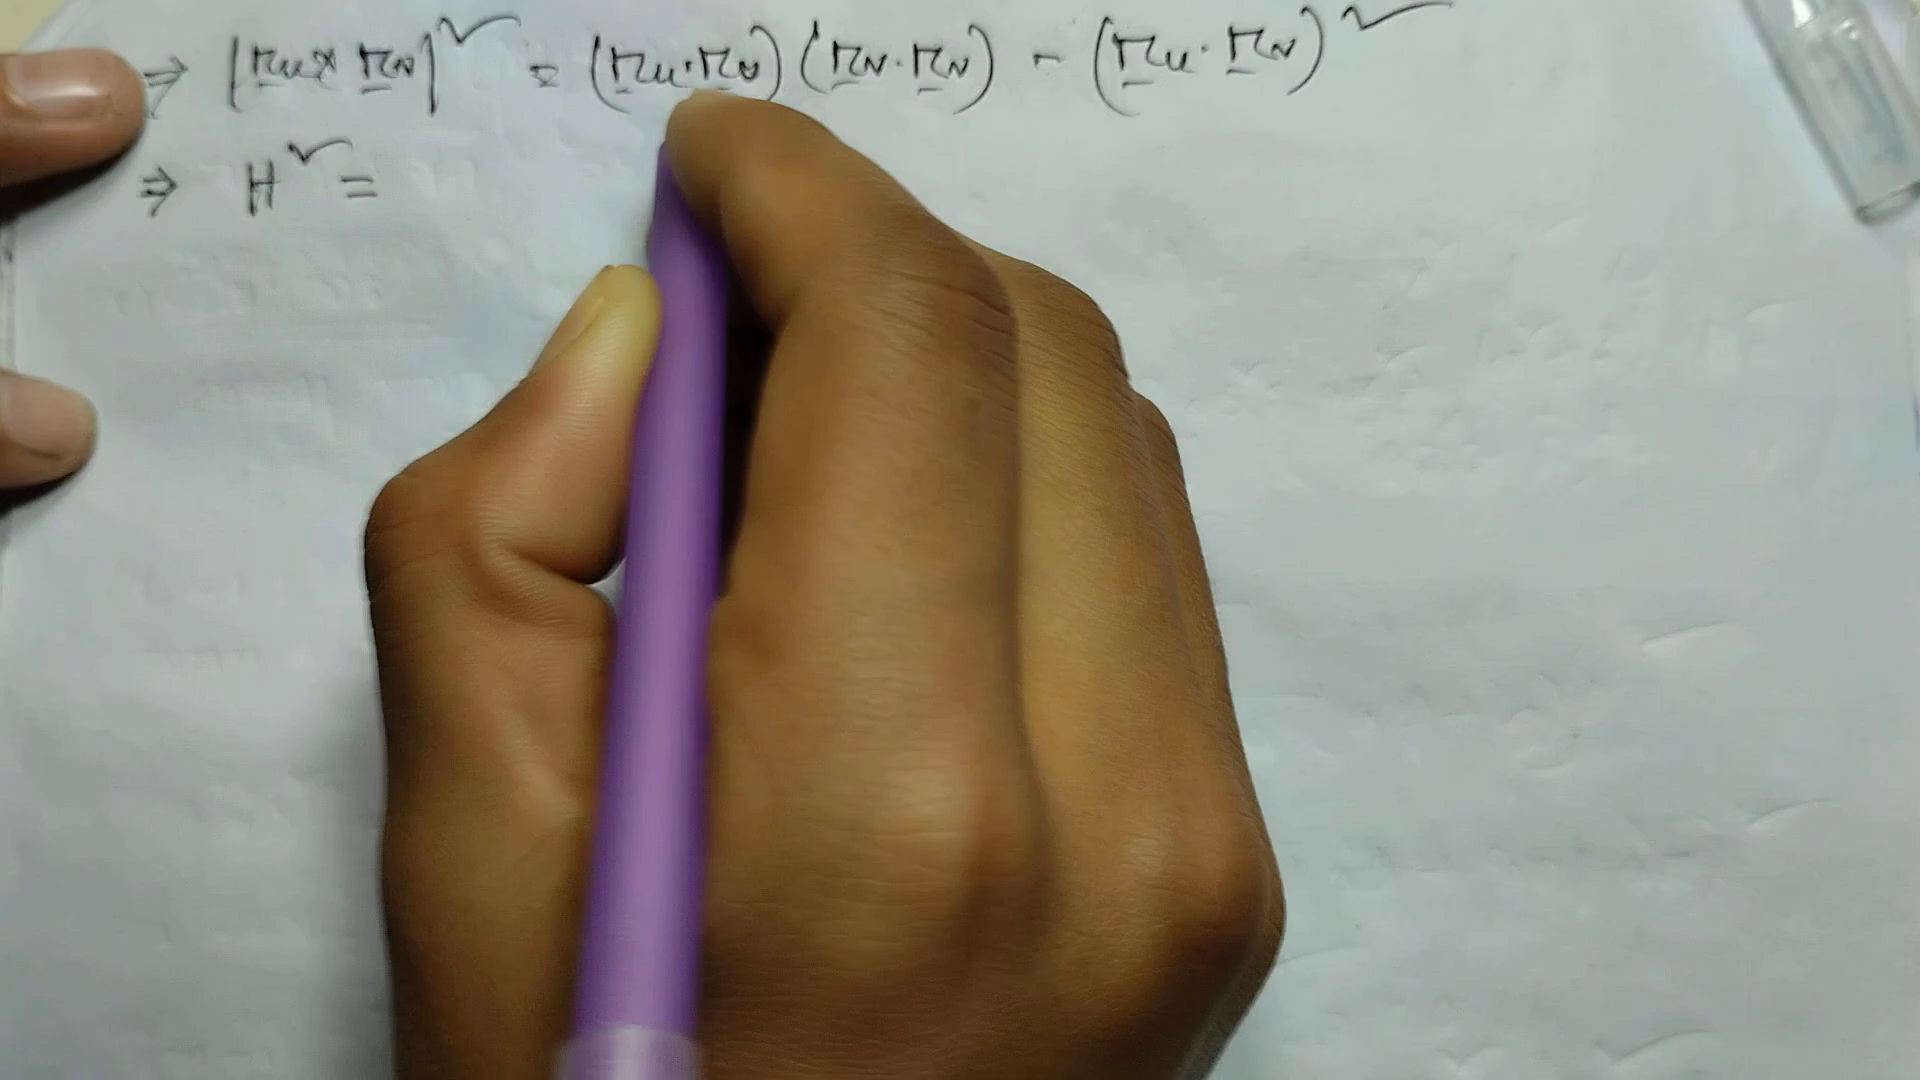 ⇒ |r̲u × r̲v|² = (r̲u · r̲u)(r̲v · r̲v) - (r̲u · r̲v)²
⇒ H² =